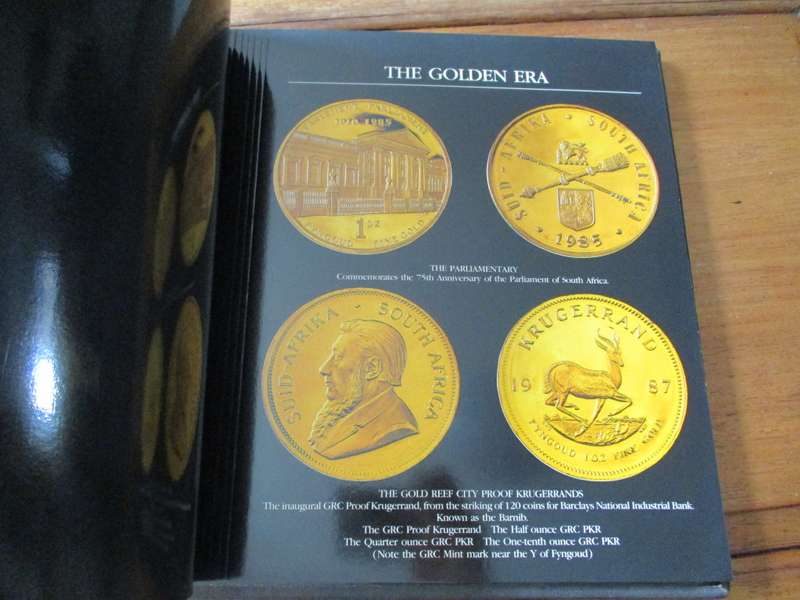 THE GOLDEN ERA
1910 1985
1 OZ
FYNGOUD FINE GOLD
SUID-AFRIKA · SOUTH AFRICA
· 1985 ·
THE PARLIAMENTARY
Commemorates the 75th Anniversary of the Parliament of South Africa.
SUID-AFRIKA · SOUTH AFRICA
KRUGERRAND
19 87
FYNGOUD 1 OZ FINE GOLD
THE GOLD REEF CITY PROOF KRUGERRANDS
The inaugural GRC Proof Krugerrand, from the striking of 120 coins for Barclays National Industrial Bank.
Known as the Barnib.
The GRC Proof Krugerrand The Half ounce GRC PKR
The Quarter ounce GRC PKR The One-tenth ounce GRC PKR
(Note the GRC Mint mark near the Y of Fyngoud)